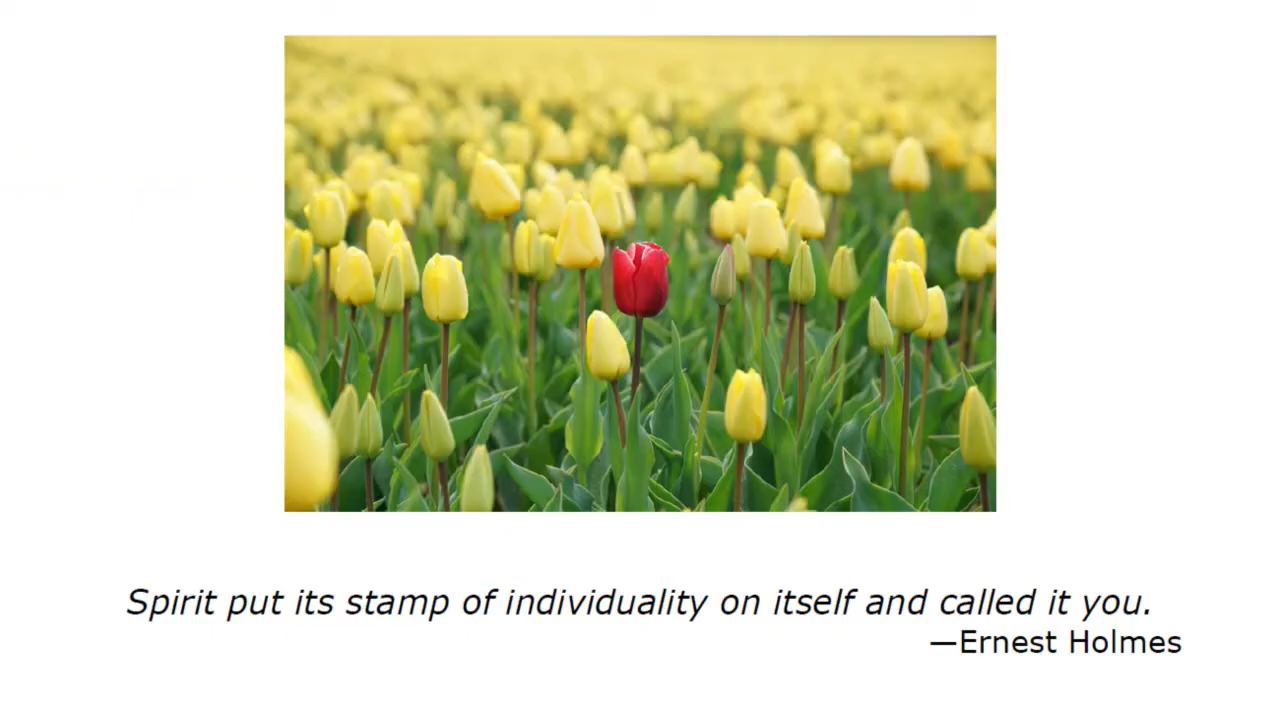 Spirit put its stamp of individuality on itself and called it you.
—Ernest Holmes